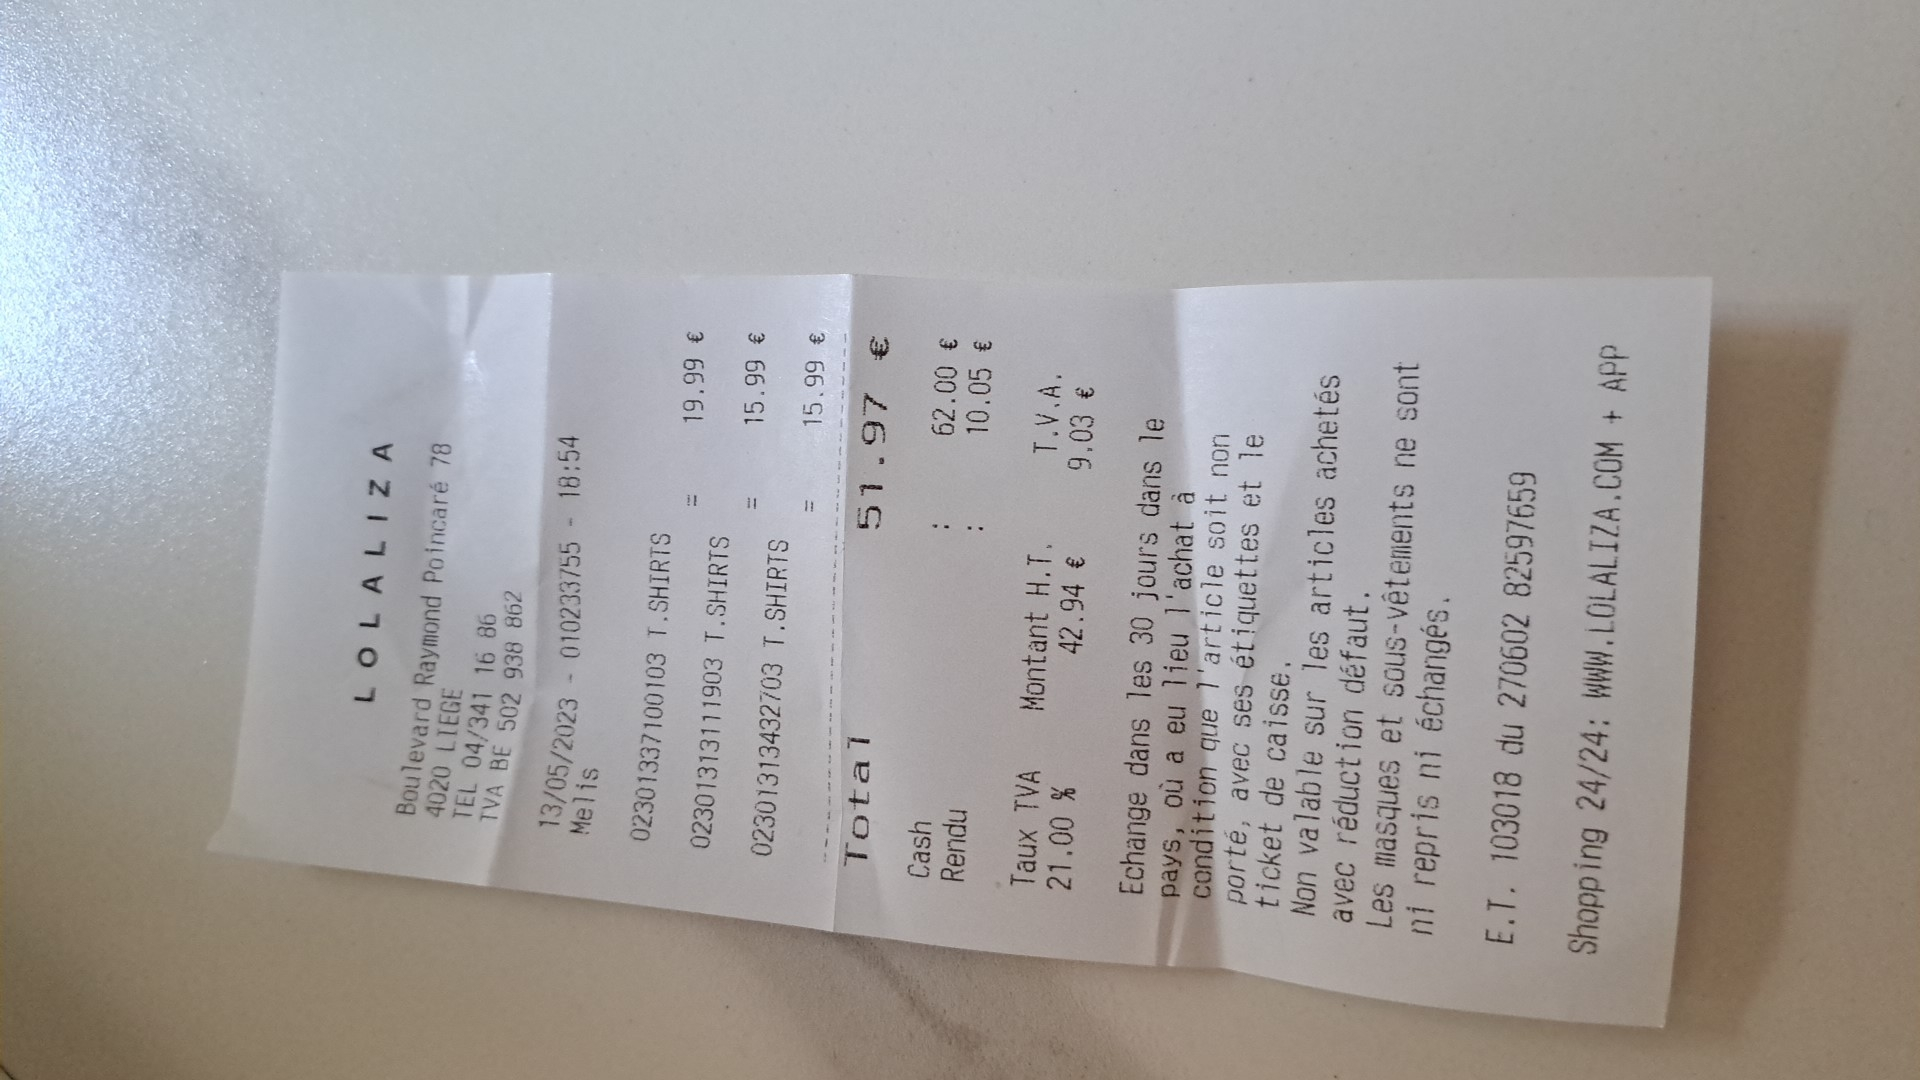 LOLALIZA
Boulevard Raymond Poincaré 78
4020 LIEGE
TEL 04/341 16 86
TVA BE 502 938 862
13/05/2023 - 010233755 - 18:54
Melis
02301337100103 T.SHIRTS
= 19.99 €
02301313111903 T.SHIRTS
= 15.99 €
02301313432703 T.SHIRTS
= 15.99 €
Total 51.97 €
Cash : 62.00 €
Rendu : 10.05 €
Taux TVA Montant H.T. T.V.A.
21.00 % 42.94 € 9.03 €
Echange dans les 30 jours dans le
pays, où a eu lieu l'achat à
condition que l'article soit non
porté, avec ses étiquettes et le
ticket de caisse.
Non valable sur les articles achetés
avec réduction défaut.
Les masques et sous-vêtements ne sont
ni repris ni échangés.
E.T. 103018 du 270602 82597659
Shopping 24/24: WWW.LOLALIZA.COM + APP